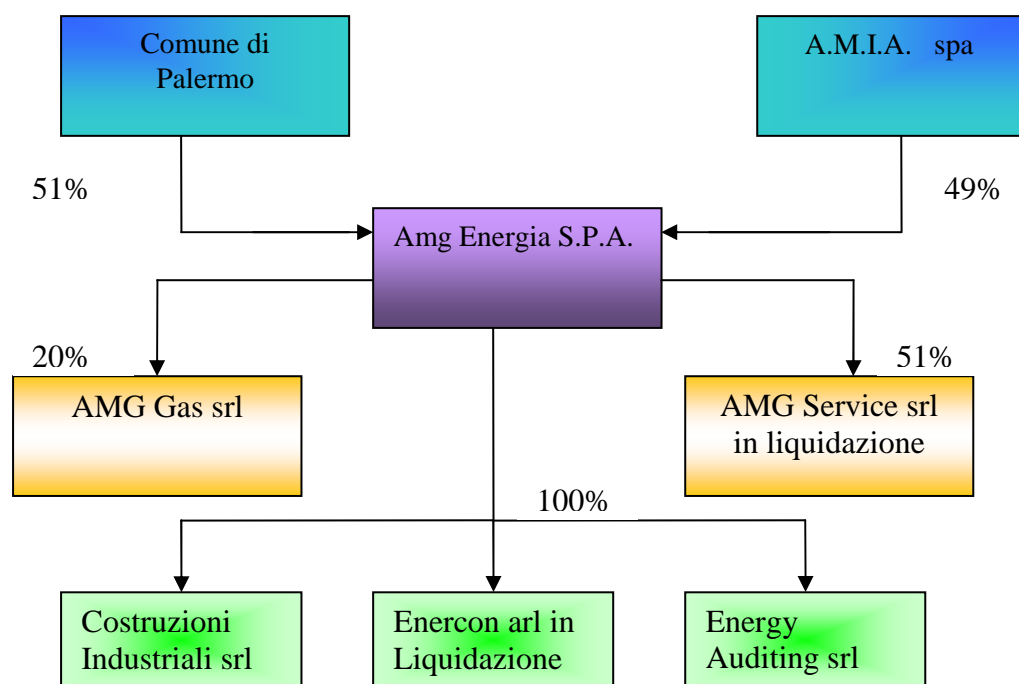 Comune di
Palermo
A.M.I.A. spa
51%
49%
Amg Energia S.P.A.
20%
51%
AMG Gas srl
AMG Service srl
in liquidazione
100%
Costruzioni
Industriali srl
Enercon arl in
Liquidazione
Energy
Auditing srl